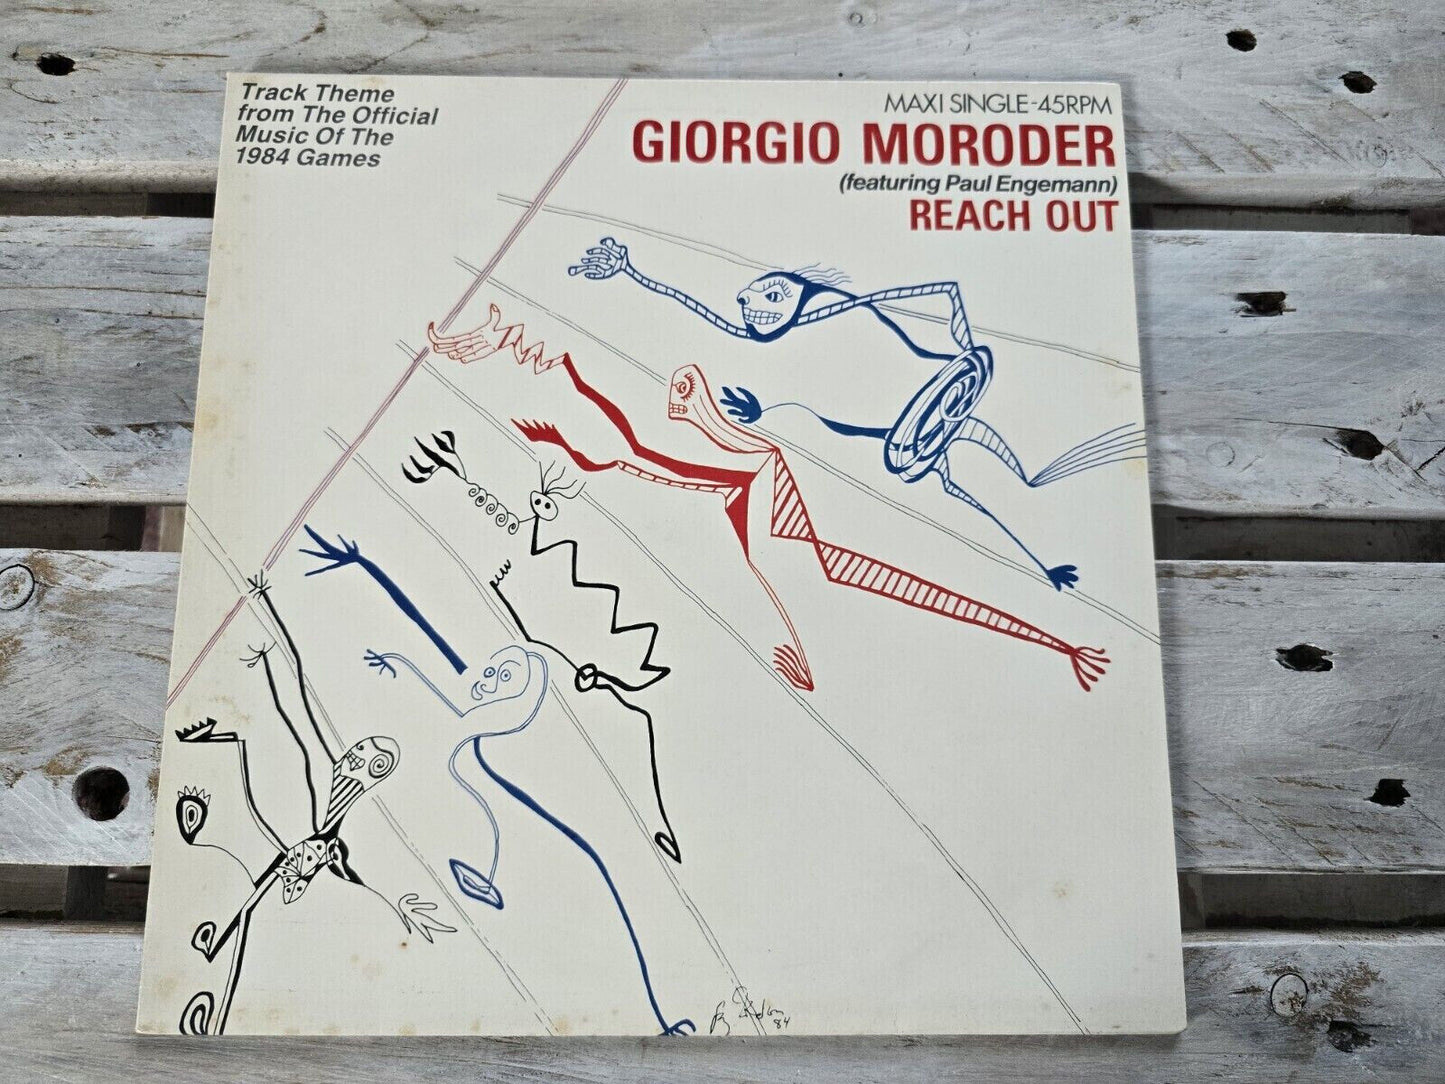 Track Theme
from The Official
Music Of The
1984 Games
MAXI SINGLE-45RPM
GIORGIO MORODER
(featuring Paul Engemann)
REACH OUT
84